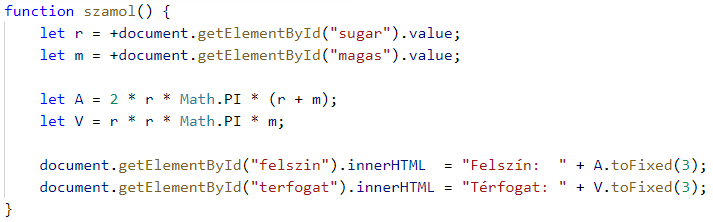 function szamol() {
    let r = +document.getElementById("sugar").value;
    let m = +document.getElementById("magas").value;

    let A = 2 * r * Math.PI * (r + m);
    let V = r * r * Math.PI * m;

    document.getElementById("felszin").innerHTML  = "Felszín:  " + A.toFixed(3);
    document.getElementById("terfogat").innerHTML = "Térfogat: " + V.toFixed(3);
}